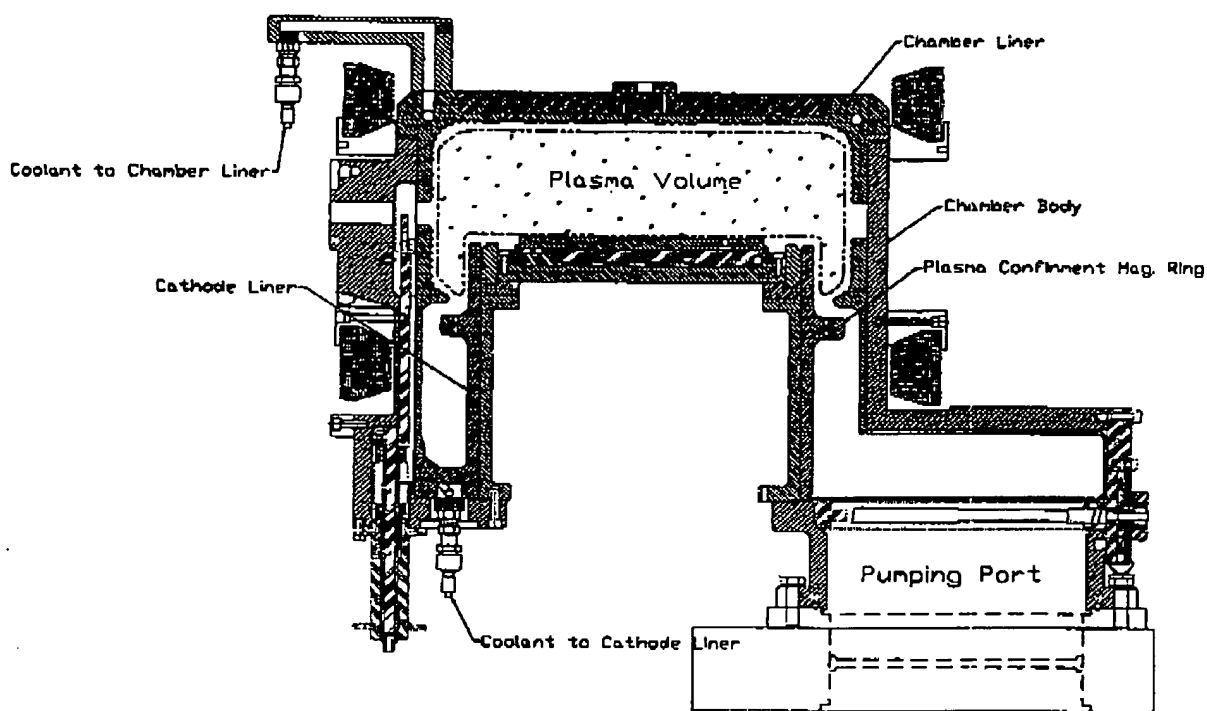 Chamber Liner
Coolant to Chamber Liner
Plasma Volume
Chamber Body
Plasma Confinment Mag. Ring
Cathode Liner
Pumping Port
Coolant to Cathode Liner